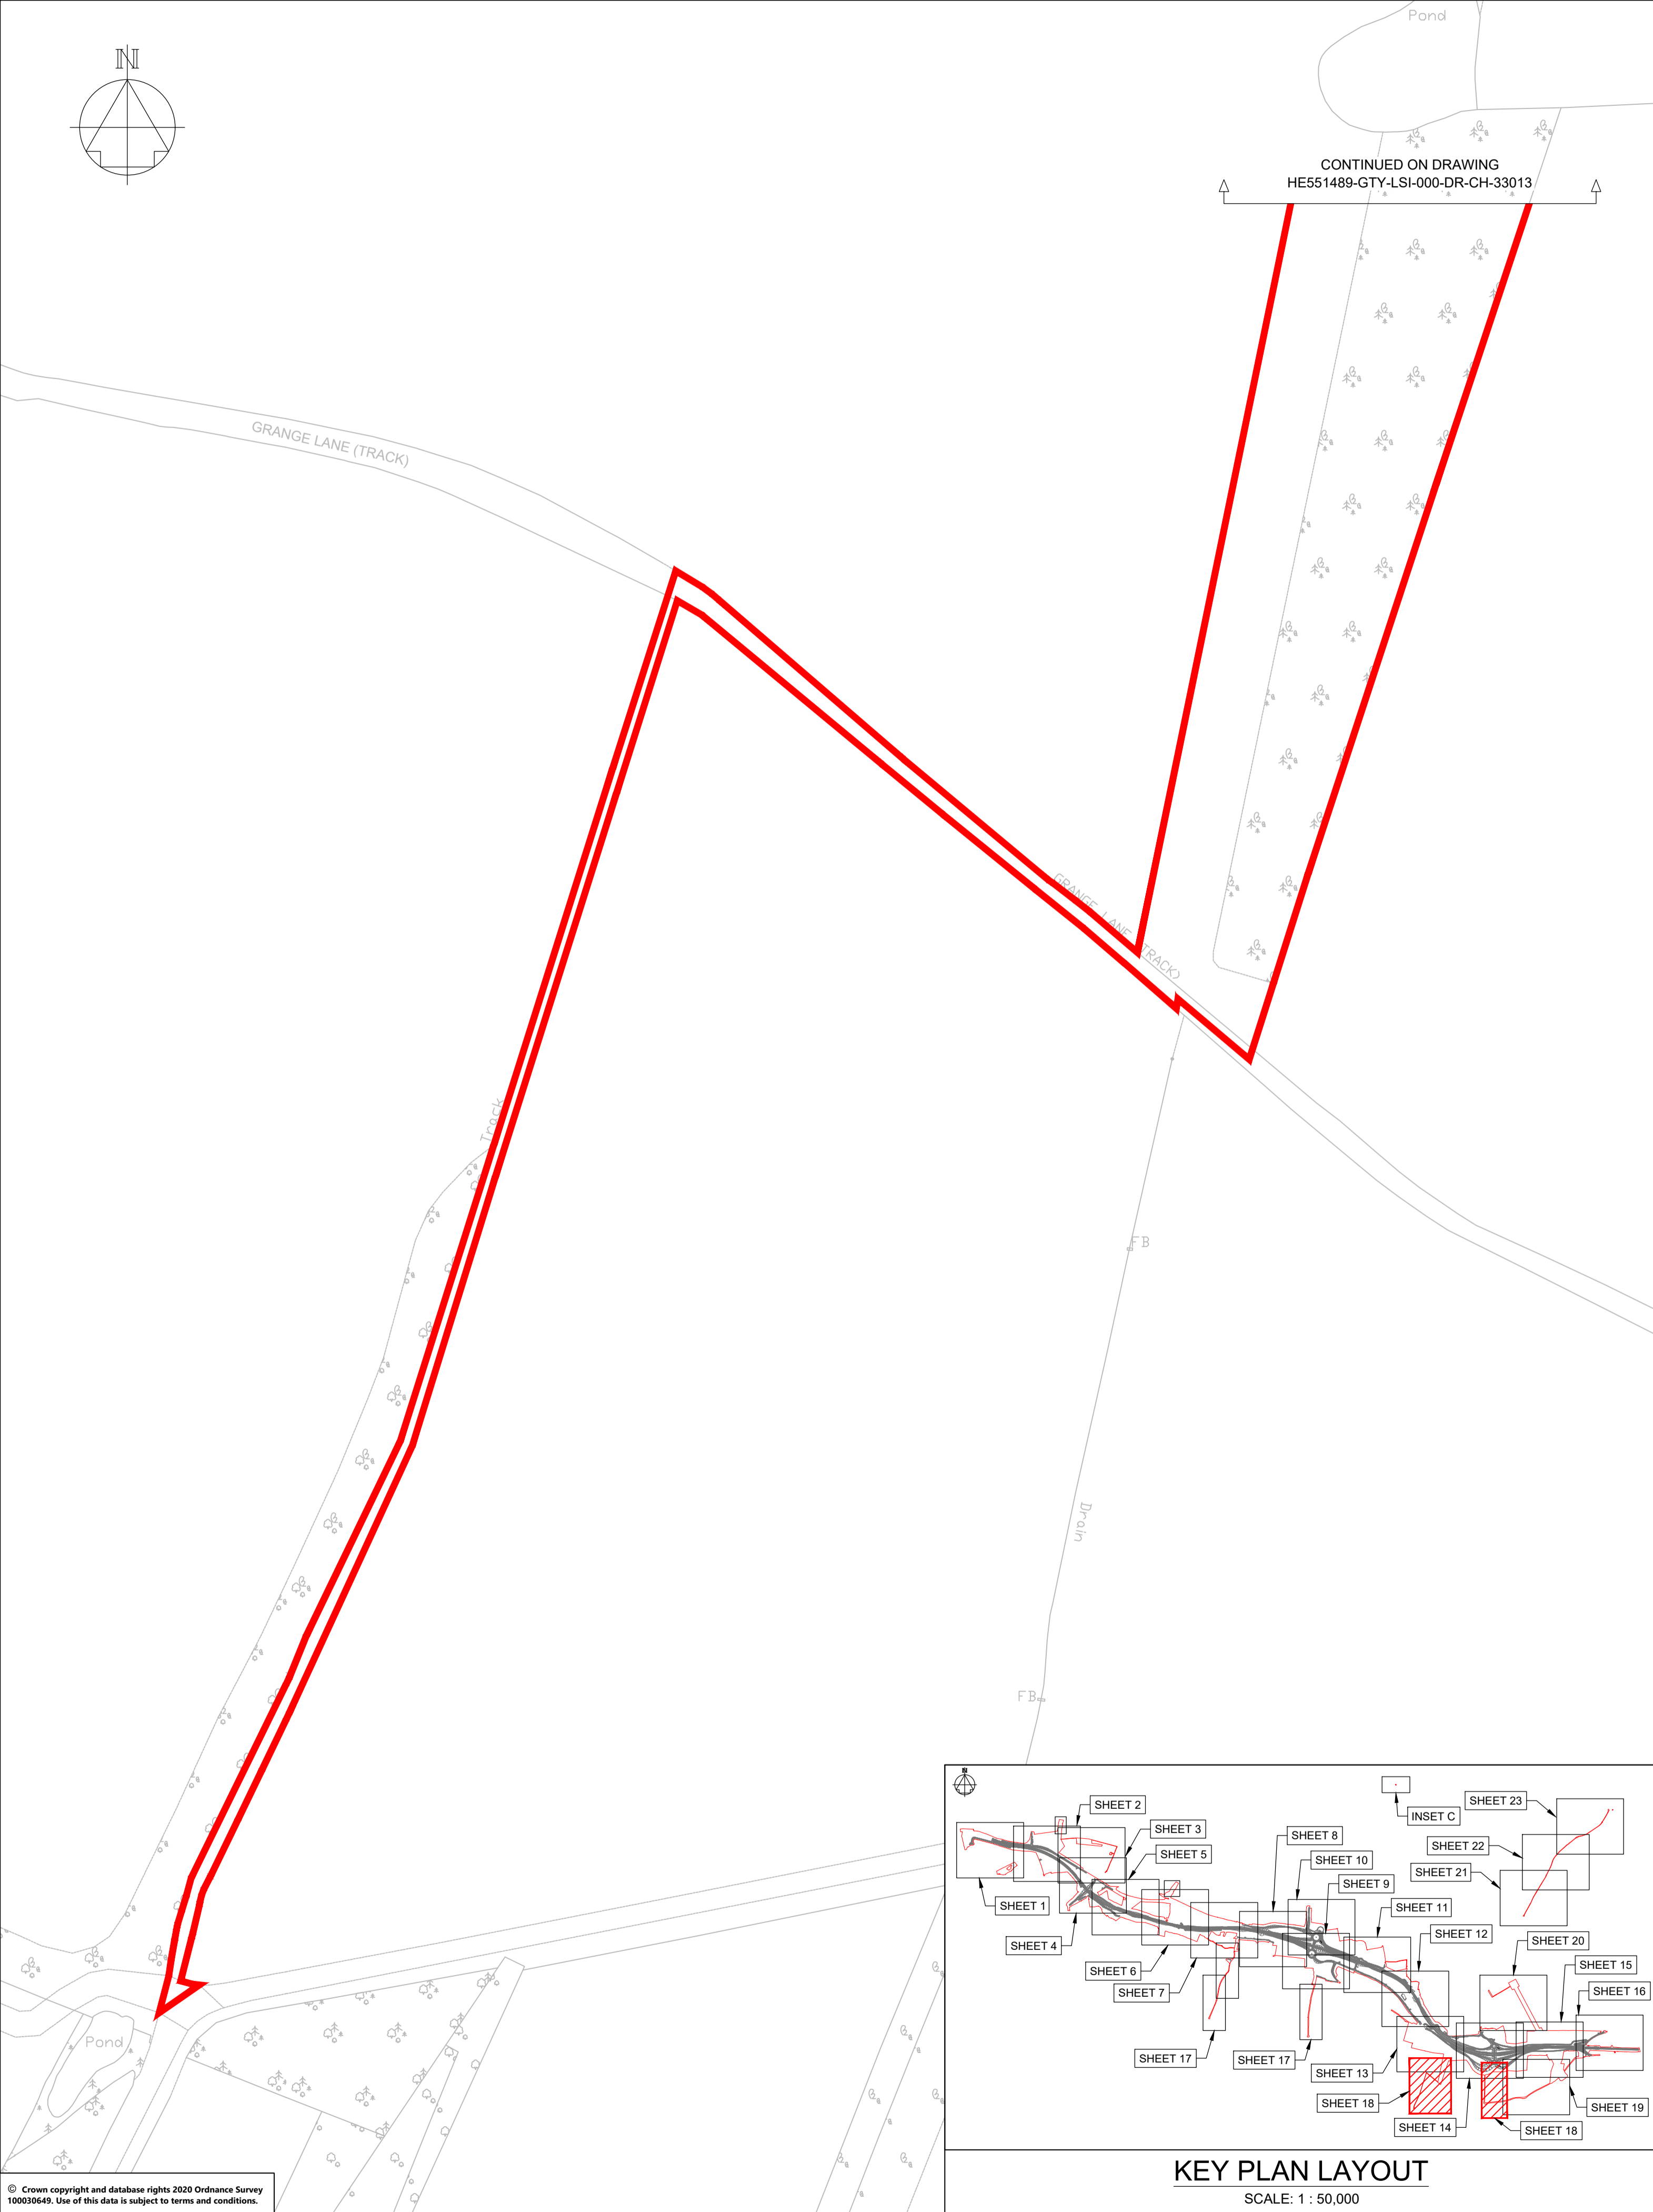 Pond
N
CONTINUED ON DRAWING
HE551489-GTY-LSI-000-DR-CH-33013
GRANGE LANE (TRACK)
GRANGE LANE (TRACK)
Track
FB
Drain
FB
Pond
N
SHEET 2
SHEET 3
SHEET 5
SHEET 1
SHEET 4
SHEET 6
SHEET 7
SHEET 8
SHEET 10
SHEET 9
SHEET 11
SHEET 12
INSET C
SHEET 23
SHEET 22
SHEET 21
SHEET 20
SHEET 15
SHEET 16
SHEET 17
SHEET 17
SHEET 13
SHEET 18
SHEET 14
SHEET 18
SHEET 19
KEY PLAN LAYOUT
SCALE: 1 : 50,000
© Crown copyright and database rights 2020 Ordnance Survey
100030649. Use of this data is subject to terms and conditions.